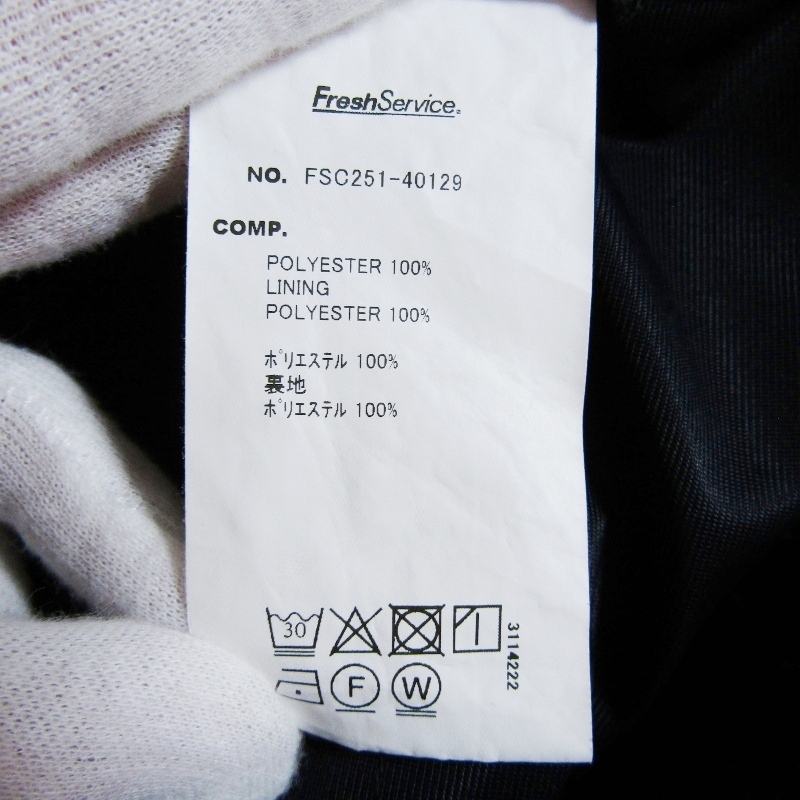 FreshService.
NO. FSC251-40129
COMP.
POLYESTER 100%
LINING
POLYESTER 100%
ポリエステル 100%
裏地
ポリエステル 100%
30
3114222
F W